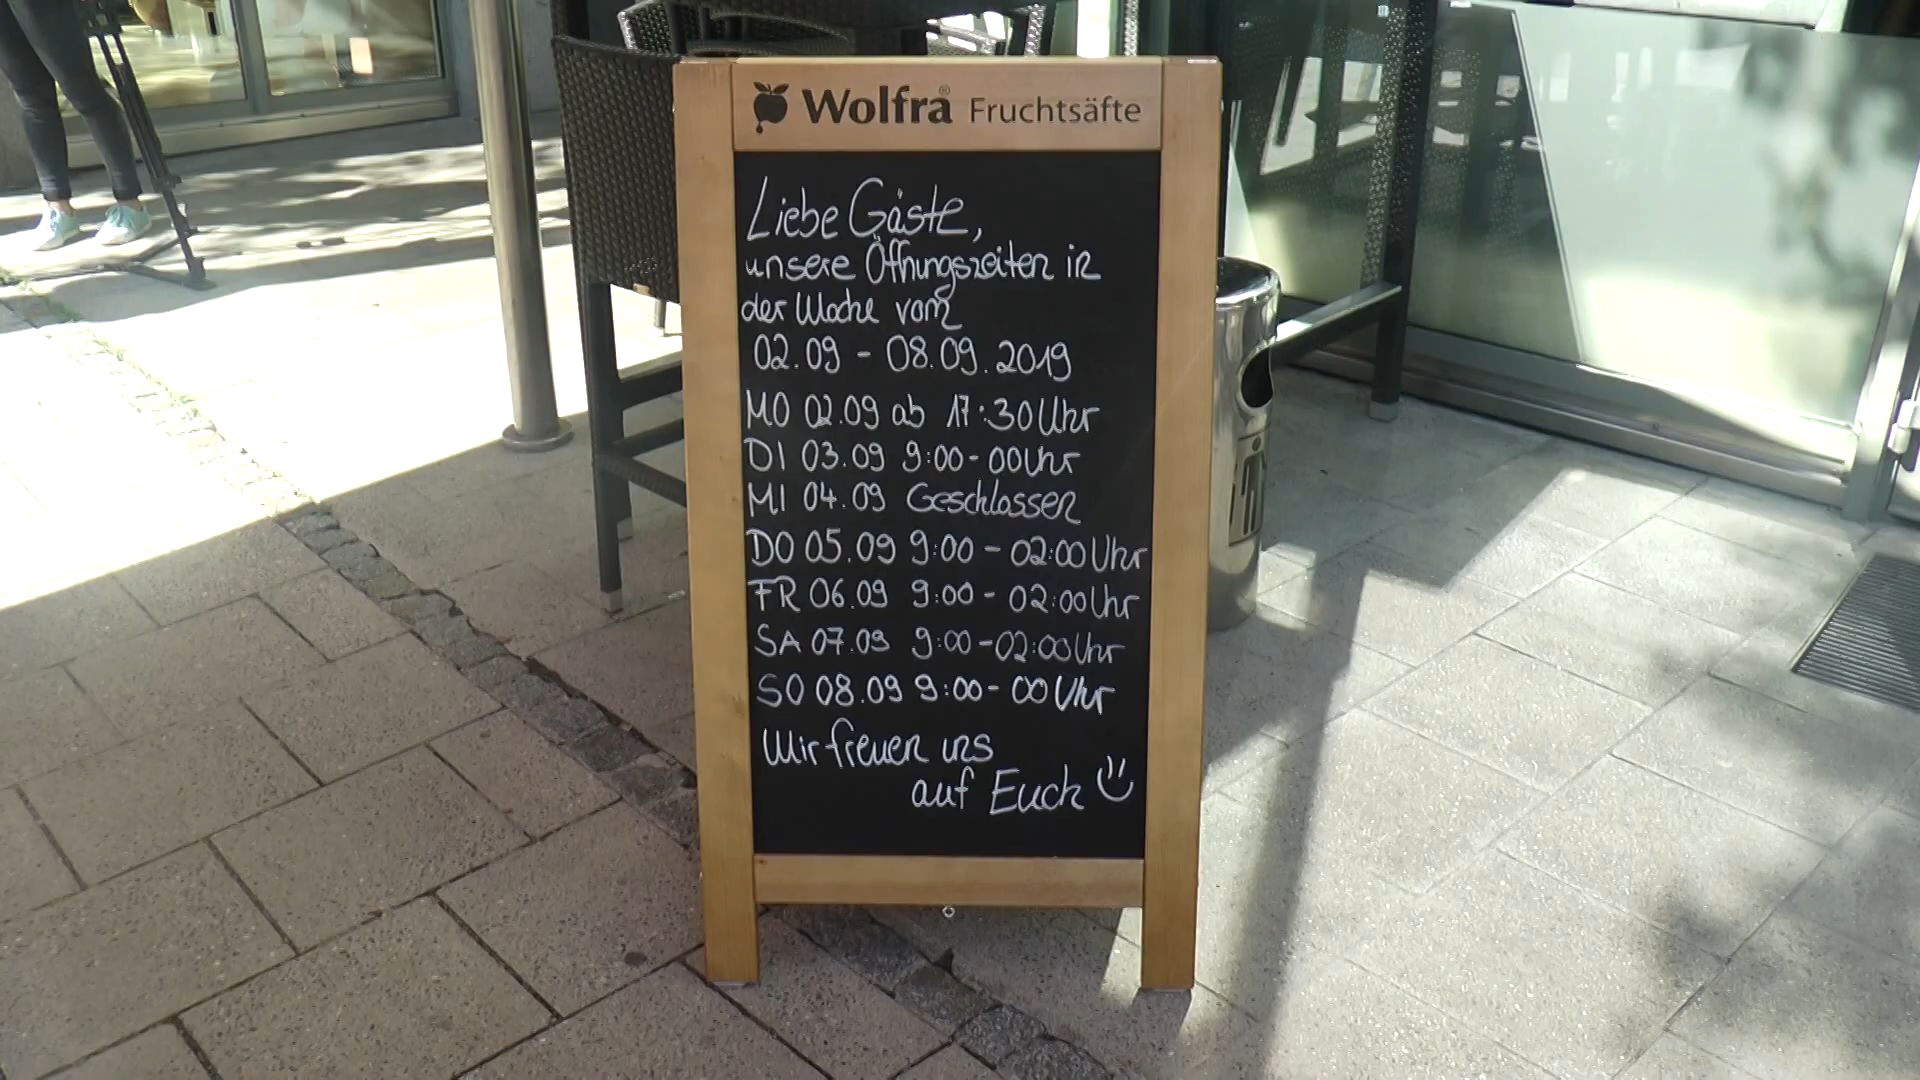 Wolfra® Fruchtsäfte
Liebe Gäste,
unsere Öffnungszeiten in
der Woche vom
02.09 - 08.09.2019
MO 02.09 ab 17:30 Uhr
DI 03.09 9:00 - 00 Uhr
MI 04.09 Geschlossen
DO 05.09 9:00 - 02:00 Uhr
FR 06.09 9:00 - 02:00 Uhr
SA 07.09 9:00 - 02:00 Uhr
SO 08.09 9:00 - 00 Uhr
Wir freuen uns
auf Euch